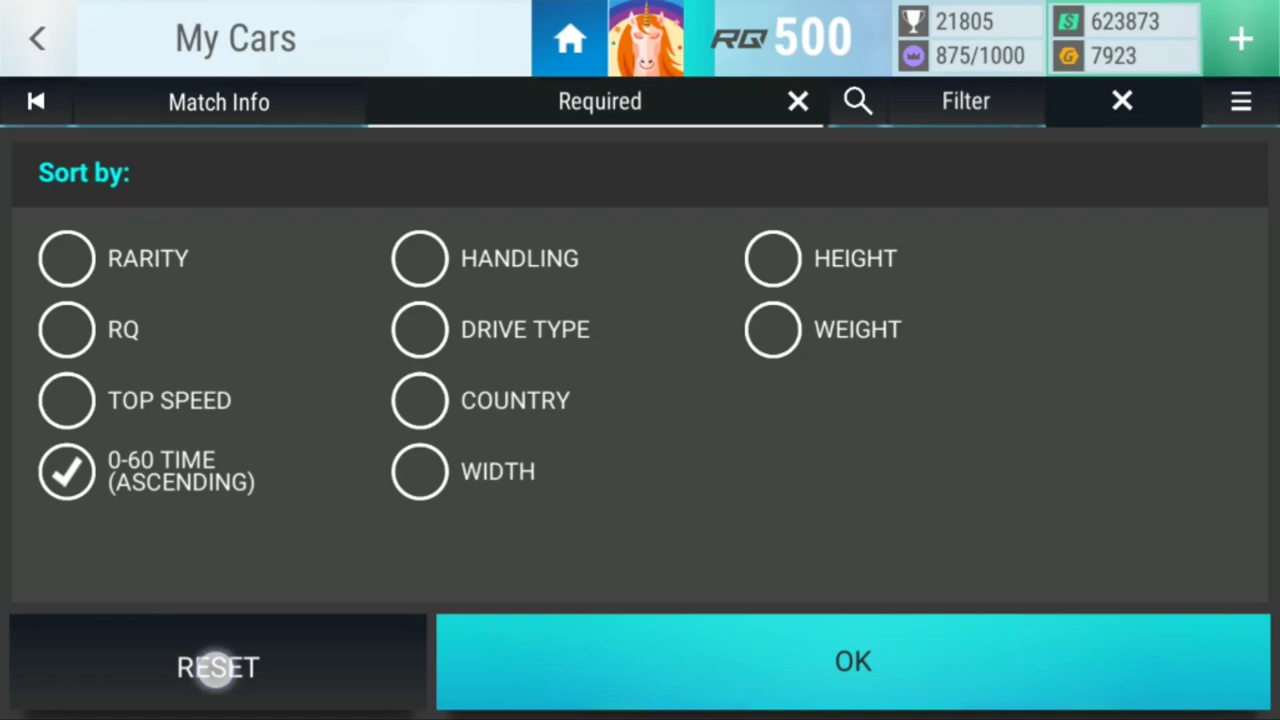 My Cars
RQ 500
21805
875/1000
623873
7923
Match Info
Required
Filter
Sort by:
RARITY
HANDLING
HEIGHT
RQ
DRIVE TYPE
WEIGHT
TOP SPEED
COUNTRY
0-60 TIME
(ASCENDING)
WIDTH
RESET
OK